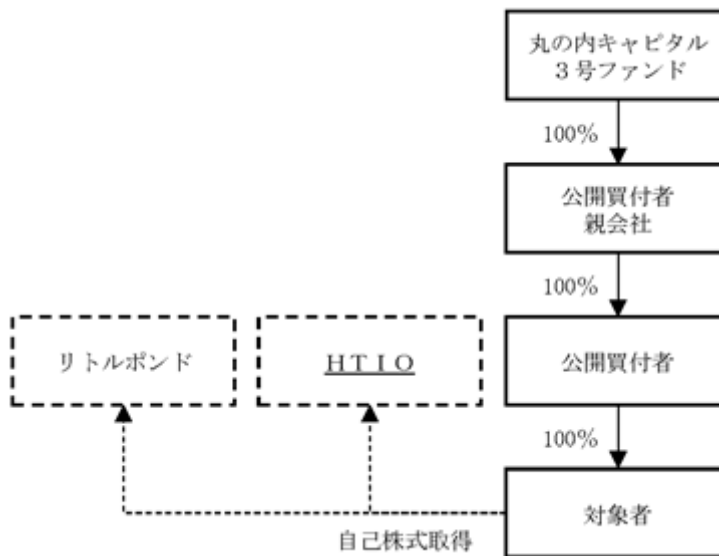 丸の内キャピタル
３号ファンド
100%
公開買付者
親会社
100%
リトルポンド
ＨＴＩＯ
公開買付者
100%
対象者
自己株式取得